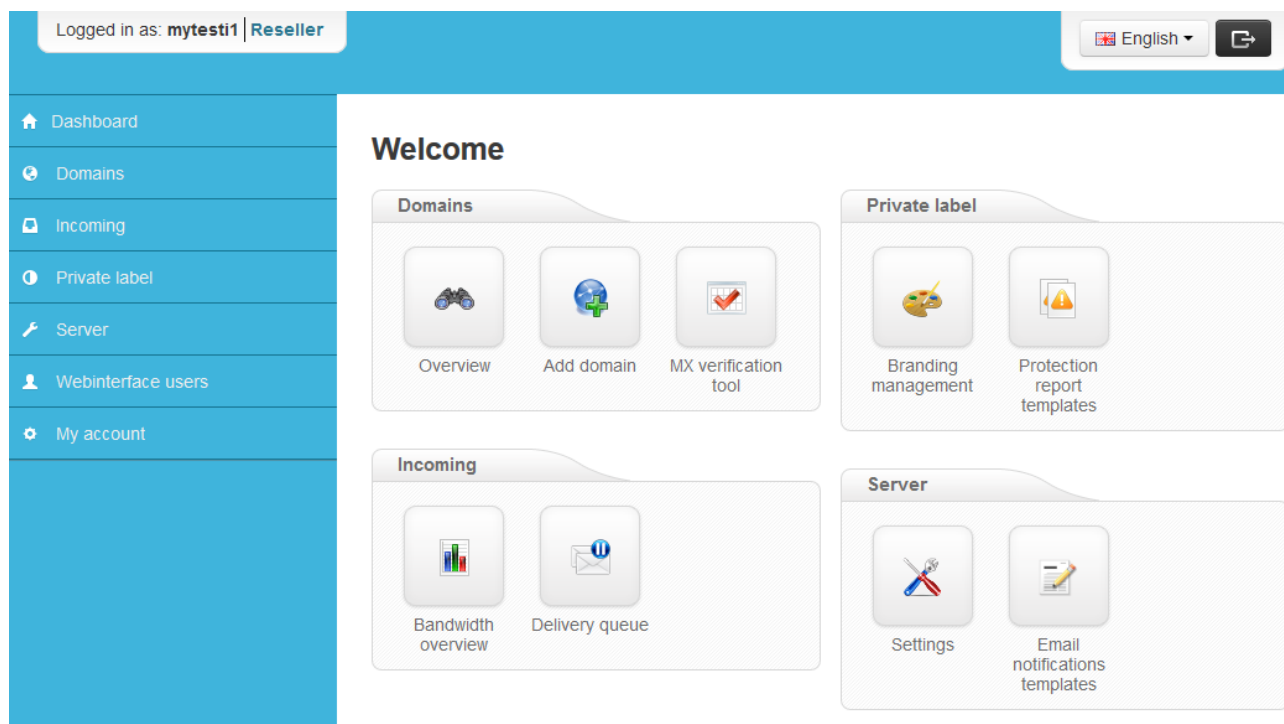 Logged in as: mytesti1 | Reseller
English
Dashboard
Domains
Incoming
Private label
Server
Webinterface users
My account
Welcome
Domains
Overview
Add domain
MX verification
tool
Private label
Branding
management
Protection
report
templates
Incoming
Bandwidth
overview
Delivery queue
Server
Settings
Email
notifications
templates